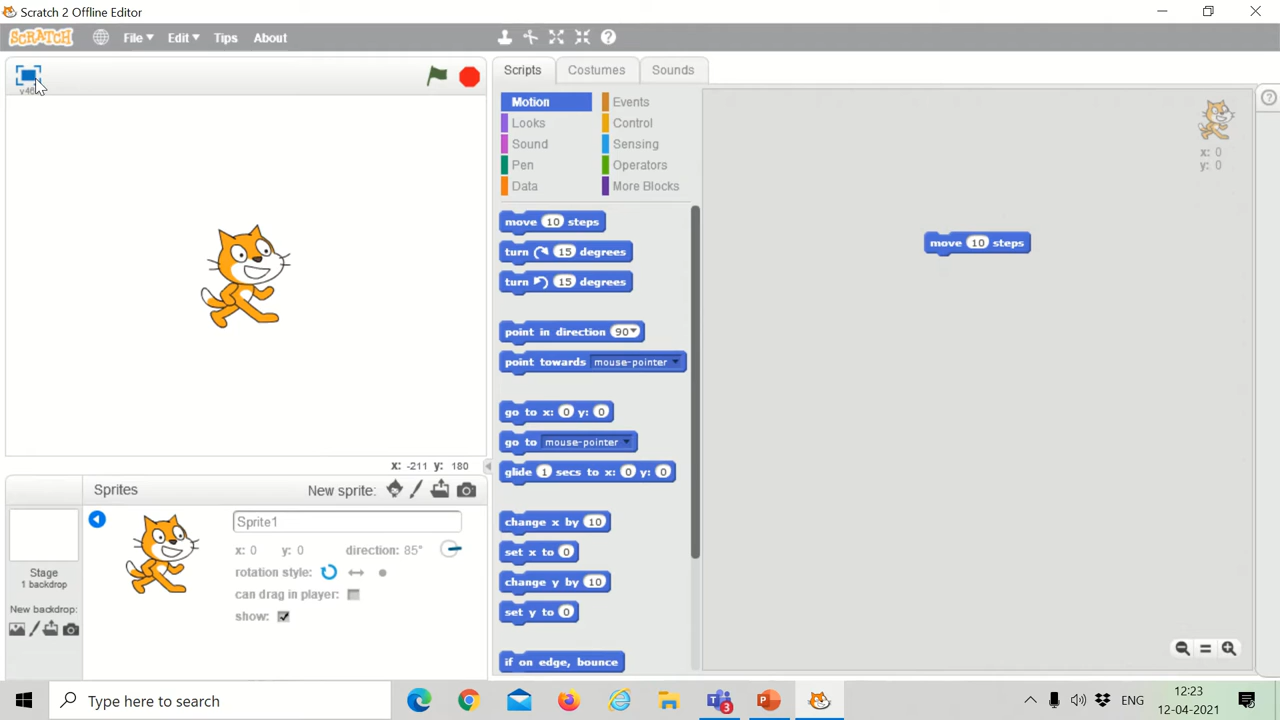 Scratch 2 Offline Editor
SCRATCH File Edit Tips About
Scripts Costumes Sounds
Motion Events
Looks Control
Sound Sensing
Pen Operators
Data More Blocks
x: 0
y: 0
move 10 steps
turn 15 degrees
turn 15 degrees
point in direction 90
point towards mouse-pointer
go to x: 0 y: 0
go to mouse-pointer
glide 1 secs to x: 0 y: 0
change x by 10
set x to 0
change y by 10
set y to 0
if on edge, bounce
move 10 steps
x: -211 y: 180
Sprites New sprite:
Sprite1
x: 0 y: 0 direction: 85°
rotation style:
can drag in player:
show:
Stage
1 backdrop
New backdrop:
Type here to search
3
ENG
12:23
12-04-2021